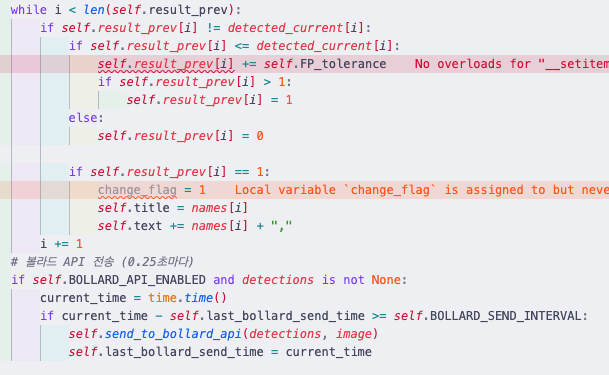 while i < len(self.result_prev):
    if self.result_prev[i] != detected_current[i]:
        if self.result_prev[i] <= detected_current[i]:
            self.result_prev[i] += self.FP_tolerance    No overloads for "__setitem
            if self.result_prev[i] > 1:
                self.result_prev[i] = 1
        else:
            self.result_prev[i] = 0

        if self.result_prev[i] == 1:
            change_flag = 1    Local variable `change_flag` is assigned to but neve
            self.title = names[i]
            self.text += names[i] + ","
    i += 1
# 볼라드 API 전송 (0.25초마다)
if self.BOLLARD_API_ENABLED and detections is not None:
    current_time = time.time()
    if current_time - self.last_bollard_send_time >= self.BOLLARD_SEND_INTERVAL:
        self.send_to_bollard_api(detections, image)
        self.last_bollard_send_time = current_time